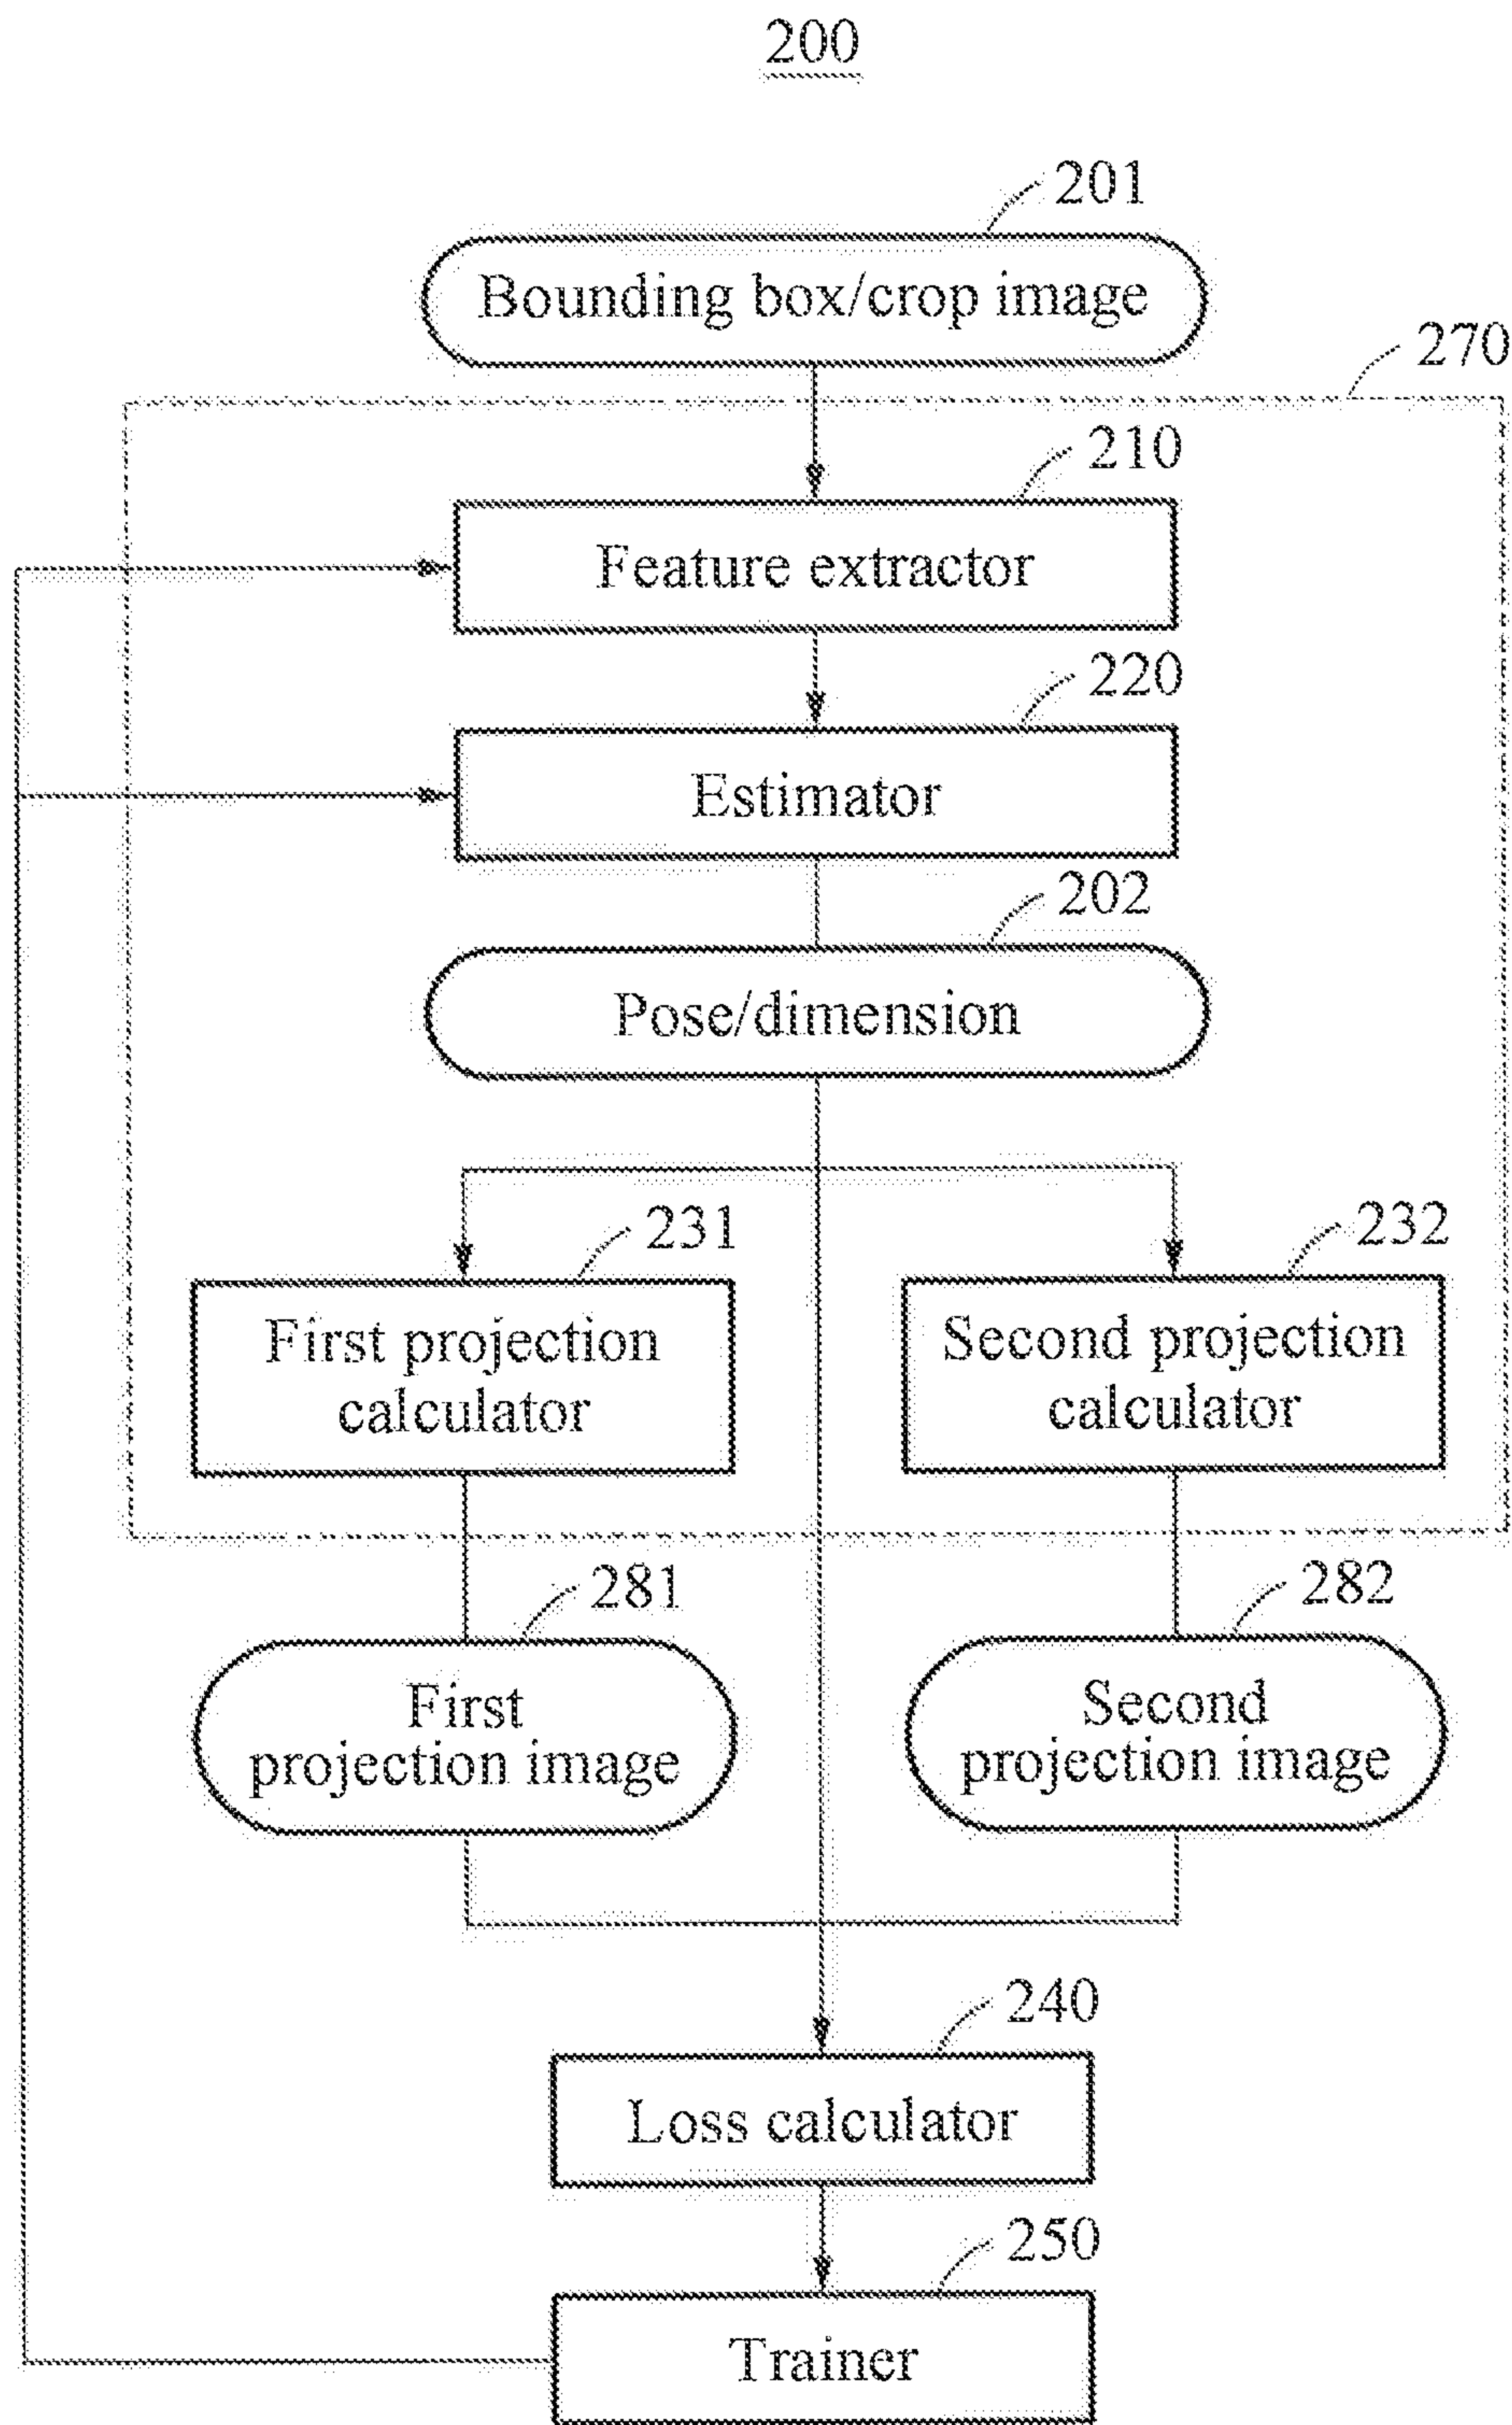 200
201
Bounding box/crop image
270
210
Feature extractor
220
Estimator
202
Pose/dimension
231
First projection
calculator
232
Second projection
calculator
281
First
projection image
282
Second
projection image
240
Loss calculator
250
Trainer